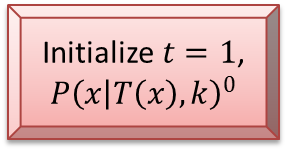 Initialize t = 1,
P(x|T(x), k)⁰